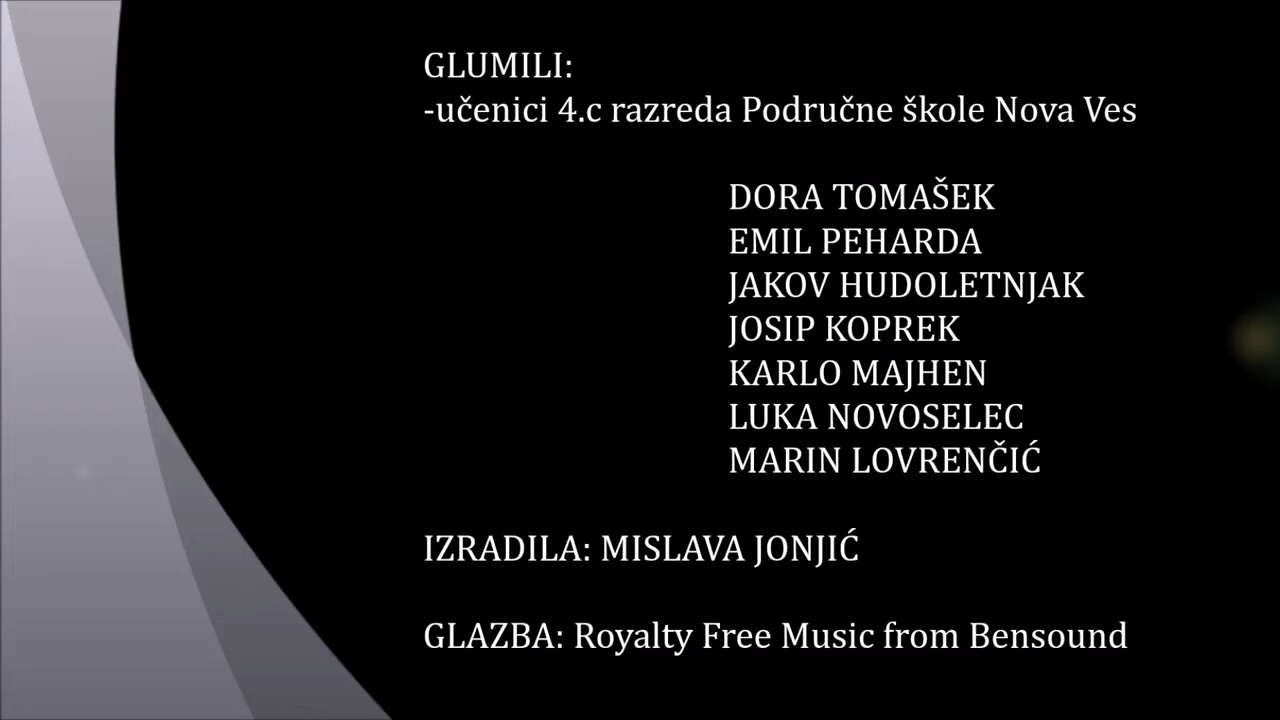 GLUMILI:
-učenici 4.c razreda Područne škole Nova Ves
DORA TOMAŠEK
EMIL PEHARDA
JAKOV HUDOLETNJAK
JOSIP KOPREK
KARLO MAJHEN
LUKA NOVOSELEC
MARIN LOVRENČIĆ
IZRADILA: MISLAVA JONJIĆ
GLAZBA: Royalty Free Music from Bensound